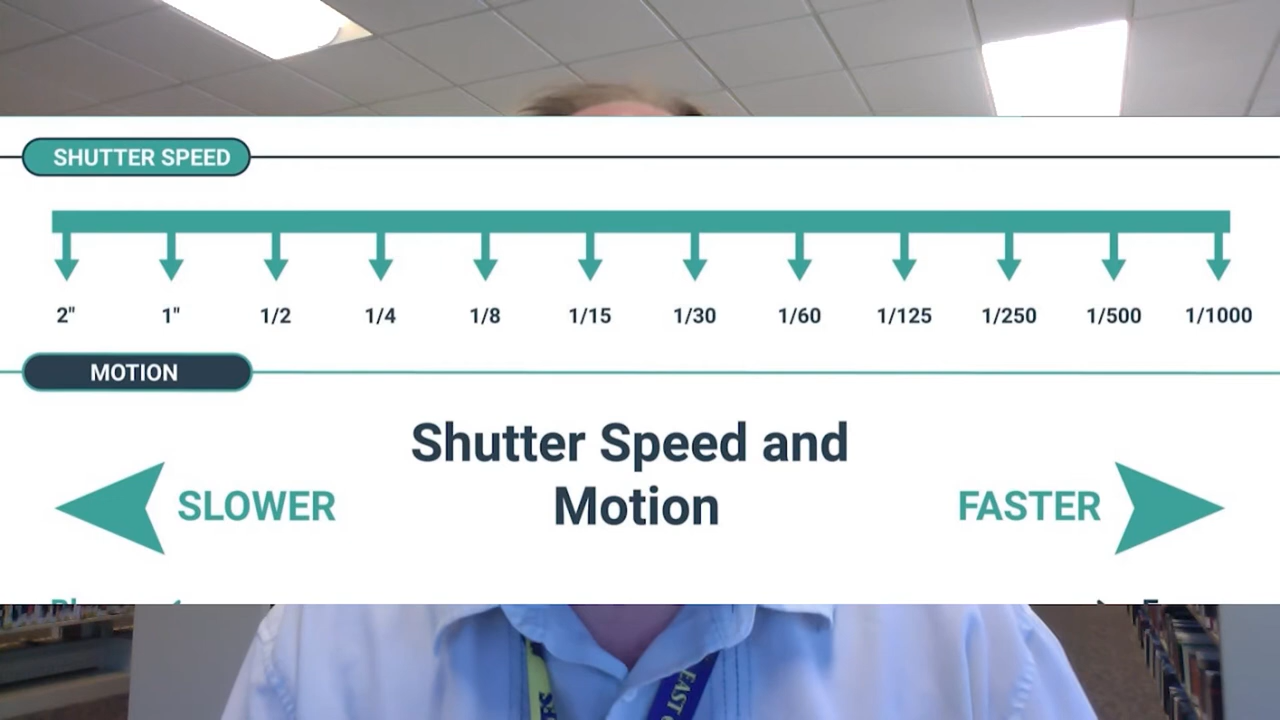 SHUTTER SPEED
2" 1" 1/2 1/4 1/8 1/15 1/30 1/60 1/125 1/250 1/500 1/1000
MOTION
Shutter Speed and
Motion
SLOWER
FASTER
EAST